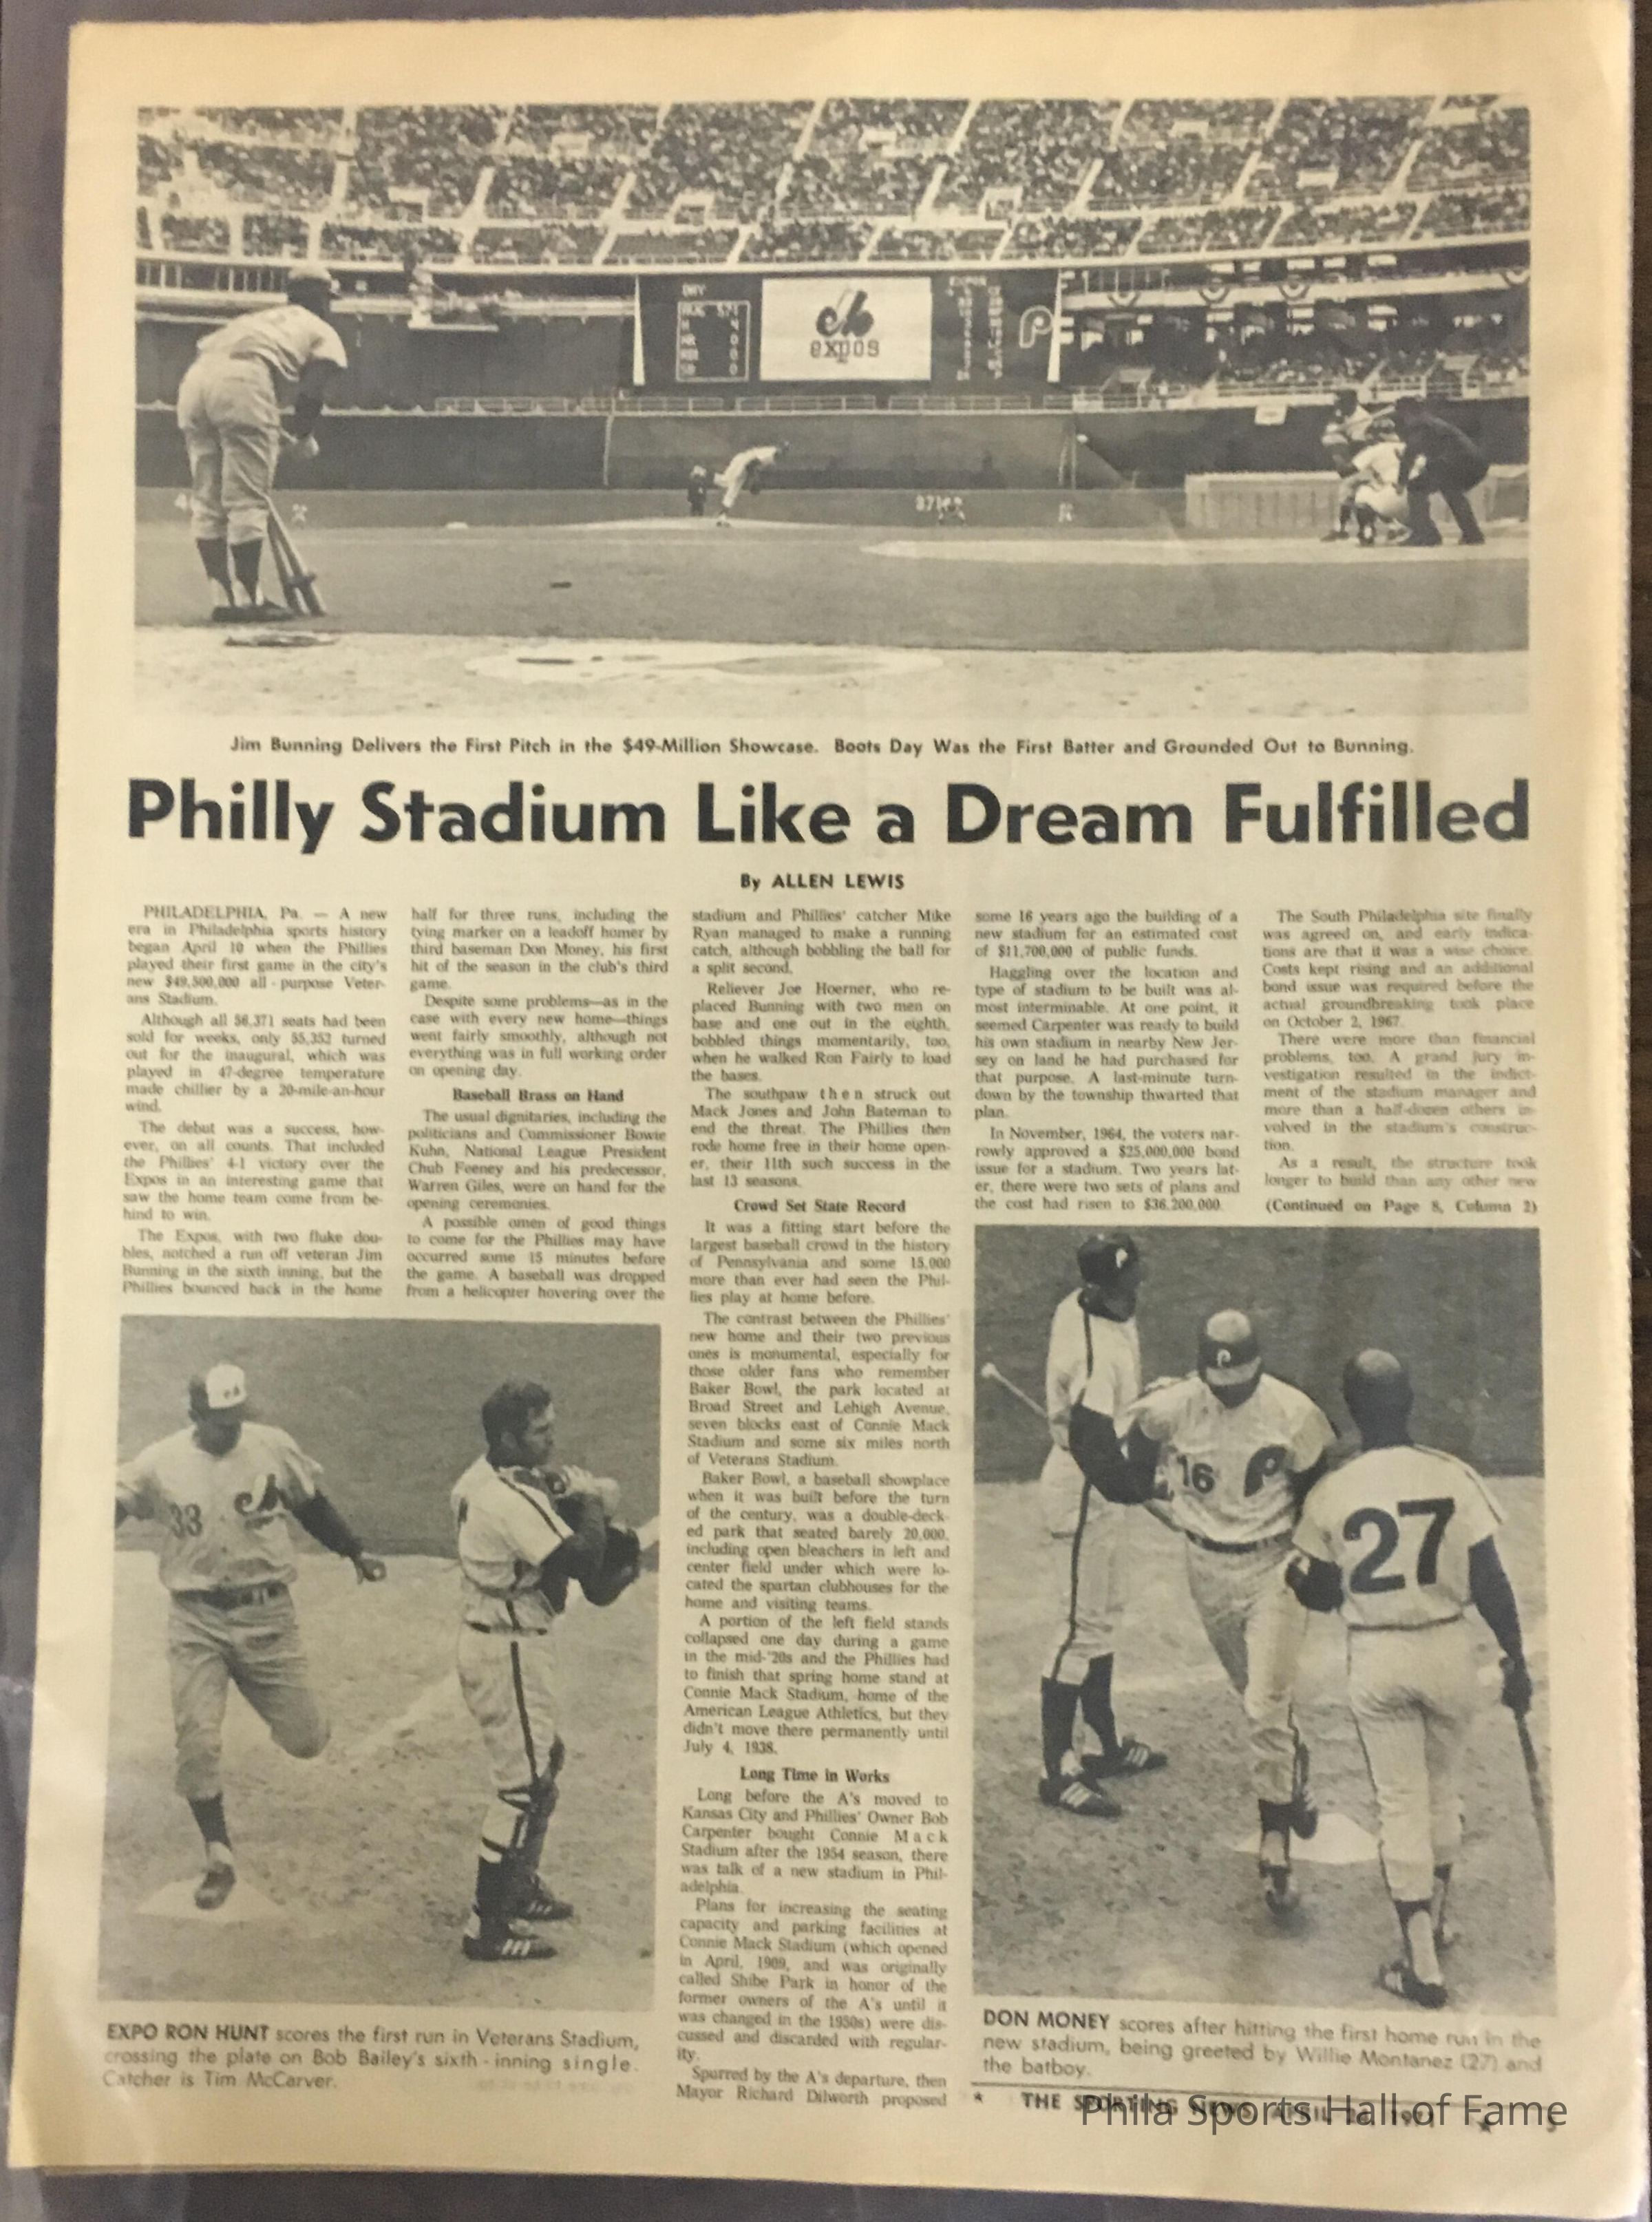 DAY
expos
P
Jim Bunning Delivers the First Pitch in the $49-Million Showcase. Boots Day Was the First Batter and Grounded Out to Bunning.
Philly Stadium Like a Dream Fulfilled
By ALLEN LEWIS
PHILADELPHIA, Pa. — A new
era in Philadelphia sports history
began April 10 when the Phillies
played their first game in the city's
new $49,500,000 all-purpose Veter-
ans Stadium.
Although all 56,371 seats had been
sold for weeks, only 55,352 turned
out for the inaugural, which was
played in 47-degree temperature
made chillier by a 20-mile-an-hour
wind.
The debut was a success, how-
ever, on all counts. That included
the Phillies' 4-1 victory over the
Expos in an interesting game that
saw the home team come from be-
hind to win.
The Expos, with two fluke dou-
bles, notched a run off veteran Jim
Bunning in the sixth inning, but the
Phillies bounced back in the home
half for three runs, including the
tying marker on a leadoff homer by
third baseman Don Money, his first
hit of the season in the club's third
game.
Despite some problems—as in the
case with every new home—things
went fairly smoothly, although not
everything was in full working order
on opening day.
Baseball Brass on Hand
The usual dignitaries, including the
politicians and Commissioner Bowie
Kuhn, National League President
Chub Feeney and his predecessor,
Warren Giles, were on hand for the
opening ceremonies.
A possible omen of good things
to come for the Phillies may have
occurred some 15 minutes before
the game. A baseball was dropped
from a helicopter hovering over the
stadium and Phillies' catcher Mike
Ryan managed to make a running
catch, although bobbling the ball for
a split second.
Reliever Joe Hoerner, who re-
placed Bunning with two men on
base and one out in the eighth,
bobbled things momentarily, too,
when he walked Ron Fairly to load
the bases.
The southpaw then struck out
Mack Jones and John Bateman to
end the threat. The Phillies then
rode home free in their home open-
er, their 11th such success in the
last 13 seasons.
Crowd Set State Record
It was a fitting start before the
largest baseball crowd in the history
of Pennsylvania and some 15,000
more than ever had seen the Phil-
lies play at home before.
The contrast between the Phillies'
new home and their two previous
ones is monumental, especially for
those older fans who remember
Baker Bowl, the park located at
Broad Street and Lehigh Avenue,
seven blocks east of Connie Mack
Stadium and some six miles north
of Veterans Stadium.
Baker Bowl, a baseball showplace
when it was built before the turn
of the century, was a double-deck-
ed park that seated barely 20,000,
including open bleachers in left and
center field under which were lo-
cated the spartan clubhouses for the
home and visiting teams.
A portion of the left field stands
collapsed one day during a game
in the mid-'20s and the Phillies had
to finish that spring home stand at
Connie Mack Stadium, home of the
American League Athletics, but they
didn't move there permanently until
July 4, 1938.
Long Time in Works
Long before the A's moved to
Kansas City and Phillies' Owner Bob
Carpenter bought Connie Mack
Stadium after the 1954 season, there
was talk of a new stadium in Phil-
adelphia.
Plans for increasing the seating
capacity and parking facilities at
Connie Mack Stadium (which opened
in April, 1909, and was originally
called Shibe Park in honor of the
former owners of the A's until it
was changed in the 1950s) were dis-
cussed and discarded with regular-
ity.
Spurred by the A's departure, then
Mayor Richard Dilworth proposed
some 16 years ago the building of a
new stadium for an estimated cost
of $11,700,000 of public funds.
Haggling over the location and
type of stadium to be built was al-
most interminable. At one point, it
seemed Carpenter was ready to build
his own stadium in nearby New Jer-
sey on land he had purchased for
that purpose. A last-minute turn-
down by the township thwarted that
plan.
In November, 1964, the voters nar-
rowly approved a $25,000,000 bond
issue for a stadium. Two years lat-
er, there were two sets of plans and
the cost had risen to $36,200,000.
The South Philadelphia site finally
was agreed on, and early indica-
tions are that it was a wise choice.
Costs kept rising and an additional
bond issue was required before the
actual groundbreaking took place
on October 2, 1967.
There were more than financial
problems, too. A grand jury in-
vestigation resulted in the indict-
ment of the stadium manager and
more than a half-dozen others in-
volved in the stadium's construc-
tion.
As a result, the structure took
longer to build than any other new
(Continued on Page 8, Column 2)
33
P
P
16 P
27
EXPO RON HUNT scores the first run in Veterans Stadium,
crossing the plate on Bob Bailey's sixth-inning single.
Catcher is Tim McCarver.
DON MONEY scores after hitting the first home run in the
new stadium, being greeted by Willie Montanez (27) and
the batboy.
★ THE SPORTING NEWS, APRIL 1971 ★ 5
Phila Sports Hall of Fame